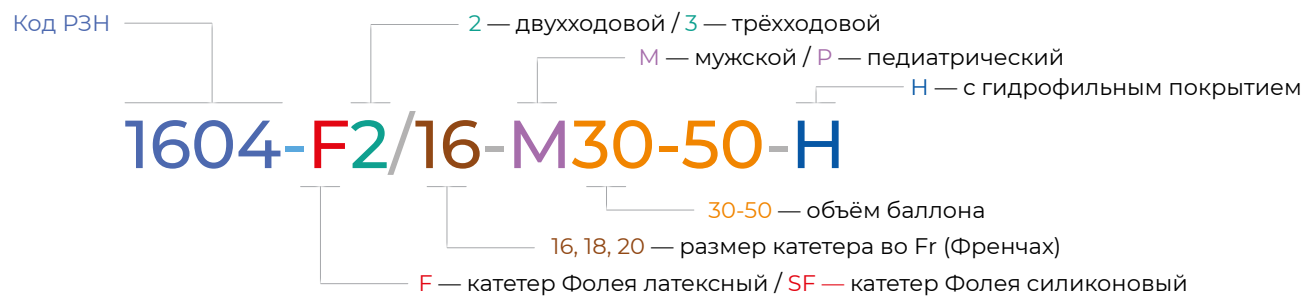 Код РЗН
2 — двухходовой / 3 — трёхходовой
М — мужской / Р — педиатрический
Н — с гидрофильным покрытием
1604-F2/16-М30-50-Н
30-50 — объём баллона
16, 18, 20 — размер катетера во Fr (Френчах)
F — катетер Фолея латексный / SF — катетер Фолея силиконовый